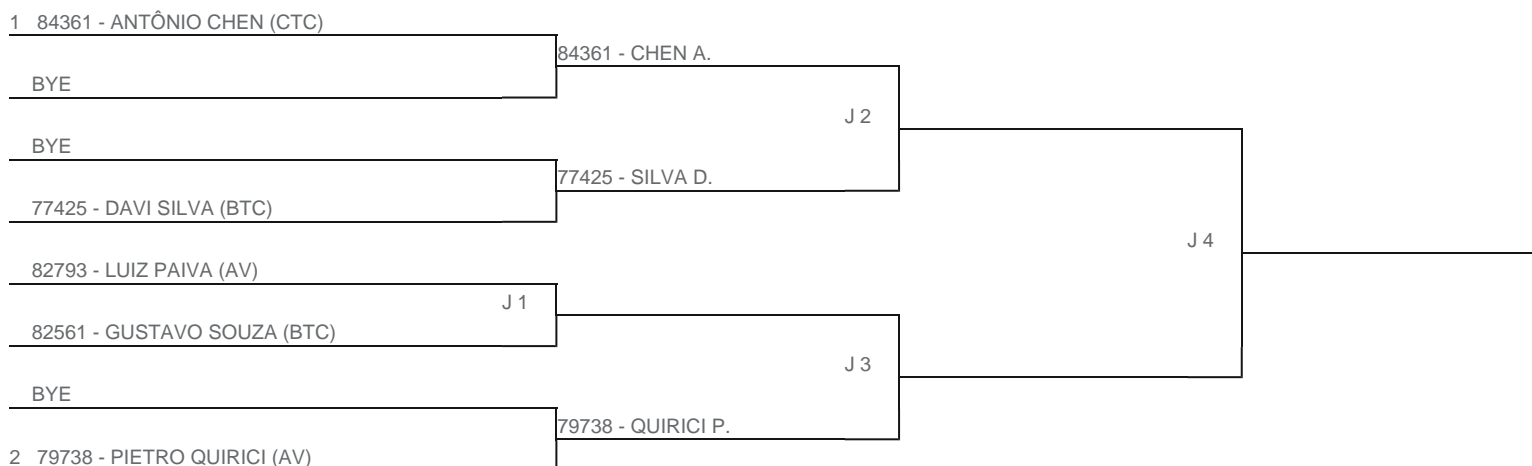 1 84361 - ANTÔNIO CHEN (CTC)
84361 - CHEN A.
BYE
J 2
BYE
77425 - SILVA D.
77425 - DAVI SILVA (BTC)
J 4
82793 - LUIZ PAIVA (AV)
J 1
82561 - GUSTAVO SOUZA (BTC)
J 3
BYE
79738 - QUIRICI P.
2 79738 - PIETRO QUIRICI (AV)